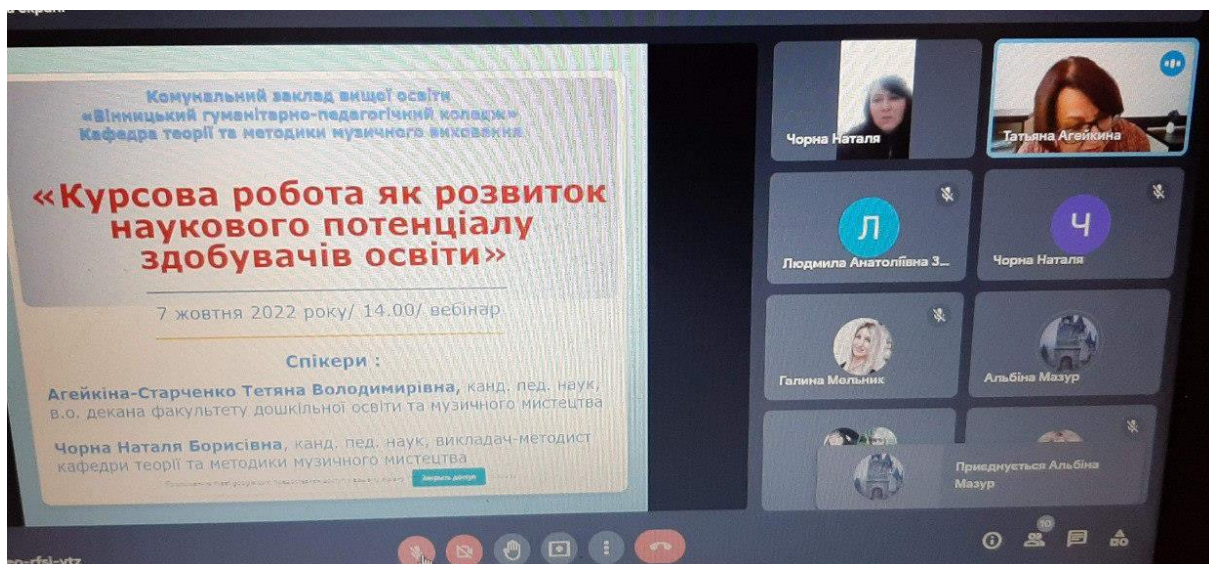 Комунальний заклад вищої освіти
«Вінницький гуманітарно-педагогічний коледж»
Кафедра теорії та методики музичного виховання
«Курсова робота як розвиток
наукового потенціалу
здобувачів освіти»
7 жовтня 2022 року/ 14.00/ вебінар
Спікери :
Агейкіна-Старченко Тетяна Володимирівна, канд. пед. наук,
в.о. декана факультету дошкільної освіти та музичного мистецтва
Чорна Наталя Борисівна, канд. пед. наук, викладач-методист
кафедри теорії та методики музичного мистецтва
Закрыть доступ
Чорна Наталя
Татьяна Агейкина
Л
Людмила Анатоліївна З...
Ч
Чорна Наталя
Галина Мельник
Альбіна Мазур
Приєднується Альбіна
Мазур
10